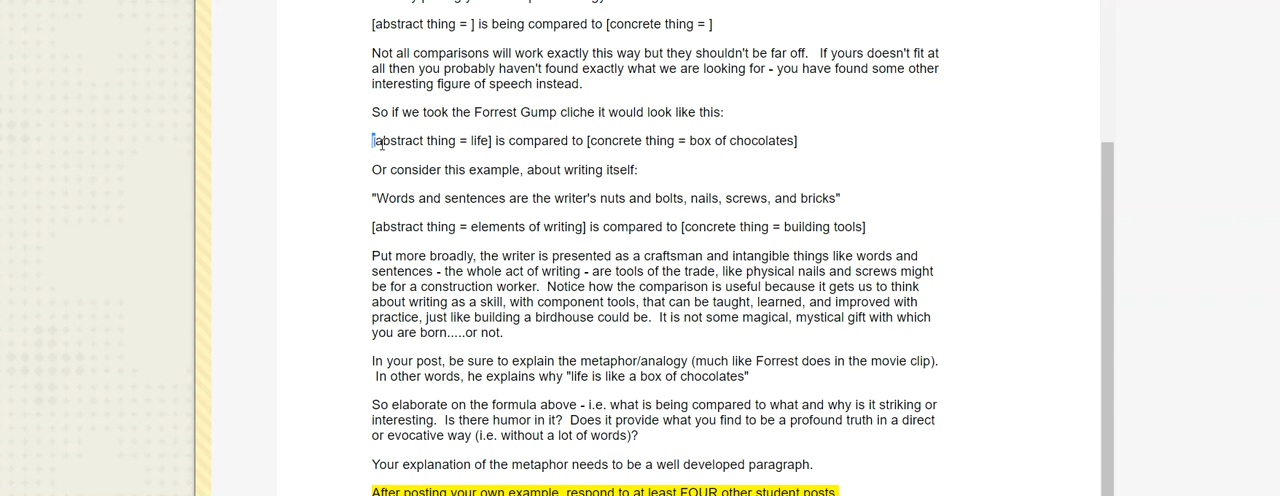 [abstract thing = ] is being compared to [concrete thing = ]
Not all comparisons will work exactly this way but they shouldn't be far off.   If yours doesn't fit at
all then you probably haven't found exactly what we are looking for - you have found some other
interesting figure of speech instead.
So if we took the Forrest Gump cliche it would look like this:
[abstract thing = life] is compared to [concrete thing = box of chocolates]
Or consider this example, about writing itself:
"Words and sentences are the writer's nuts and bolts, nails, screws, and bricks"
[abstract thing = elements of writing] is compared to [concrete thing = building tools]
Put more broadly, the writer is presented as a craftsman and intangible things like words and
sentences - the whole act of writing - are tools of the trade, like physical nails and screws might
be for a construction worker.  Notice how the comparison is useful because it gets us to think
about writing as a skill, with component tools, that can be taught, learned, and improved with
practice, just like building a birdhouse could be.  It is not some magical, mystical gift with which
you are born.....or not.
In your post, be sure to explain the metaphor/analogy (much like Forrest does in the movie clip).
In other words, he explains why "life is like a box of chocolates"
So elaborate on the formula above - i.e. what is being compared to what and why is it striking or
interesting.  Is there humor in it?  Does it provide what you find to be a profound truth in a direct
or evocative way (i.e. without a lot of words)?
Your explanation of the metaphor needs to be a well developed paragraph.
After posting your own example, respond to at least FOUR other student posts.